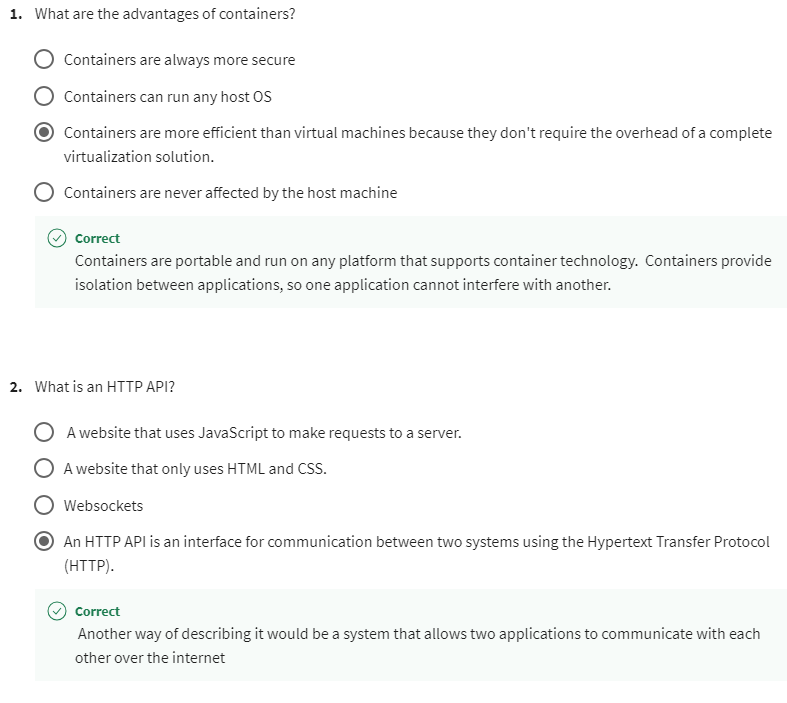 1. What are the advantages of containers?
Containers are always more secure
Containers can run any host OS
Containers are more efficient than virtual machines because they don't require the overhead of a complete
virtualization solution.
Containers are never affected by the host machine
Correct
Containers are portable and run on any platform that supports container technology. Containers provide
isolation between applications, so one application cannot interfere with another.
2. What is an HTTP API?
A website that uses JavaScript to make requests to a server.
A website that only uses HTML and CSS.
Websockets
An HTTP API is an interface for communication between two systems using the Hypertext Transfer Protocol
(HTTP).
Correct
Another way of describing it would be a system that allows two applications to communicate with each
other over the internet